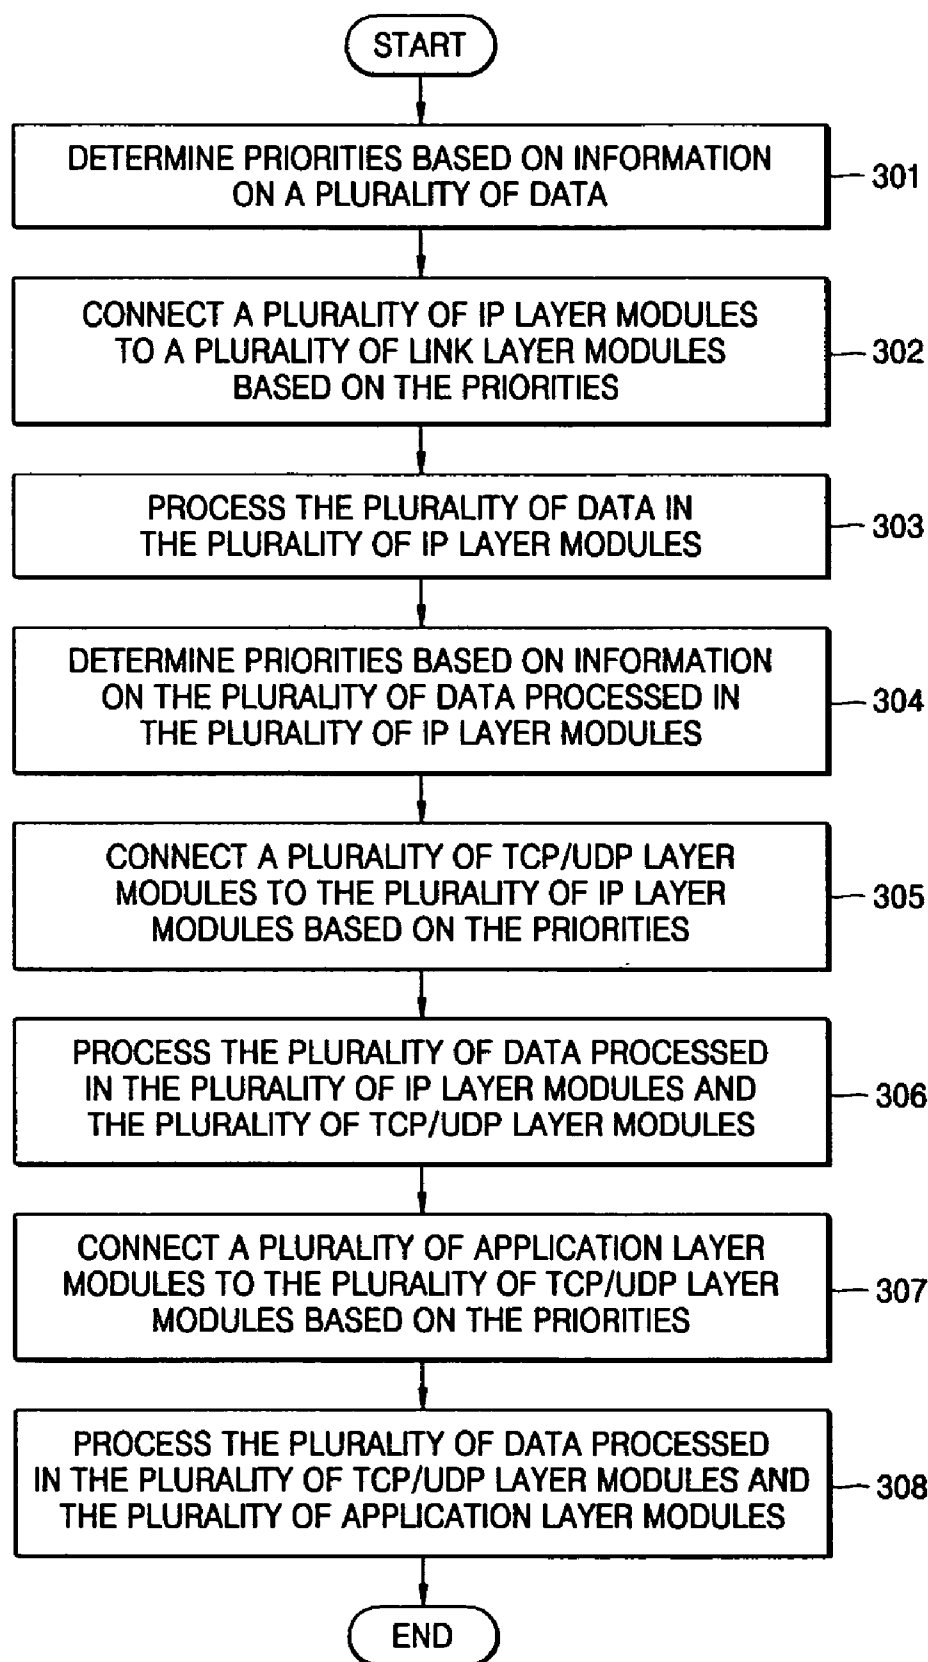 START
DETERMINE PRIORITIES BASED ON INFORMATION
ON A PLURALITY OF DATA
301
CONNECT A PLURALITY OF IP LAYER MODULES
TO A PLURALITY OF LINK LAYER MODULES
BASED ON THE PRIORITIES
302
PROCESS THE PLURALITY OF DATA IN
THE PLURALITY OF IP LAYER MODULES
303
DETERMINE PRIORITIES BASED ON INFORMATION
ON THE PLURALITY OF DATA PROCESSED IN
THE PLURALITY OF IP LAYER MODULES
304
CONNECT A PLURALITY OF TCP/UDP LAYER
MODULES TO THE PLURALITY OF IP LAYER
MODULES BASED ON THE PRIORITIES
305
PROCESS THE PLURALITY OF DATA PROCESSED
IN THE PLURALITY OF IP LAYER MODULES AND
THE PLURALITY OF TCP/UDP LAYER MODULES
306
CONNECT A PLURALITY OF APPLICATION LAYER
MODULES TO THE PLURALITY OF TCP/UDP LAYER
MODULES BASED ON THE PRIORITIES
307
PROCESS THE PLURALITY OF DATA PROCESSED
IN THE PLURALITY OF TCP/UDP LAYER MODULES AND
THE PLURALITY OF APPLICATION LAYER MODULES
308
END